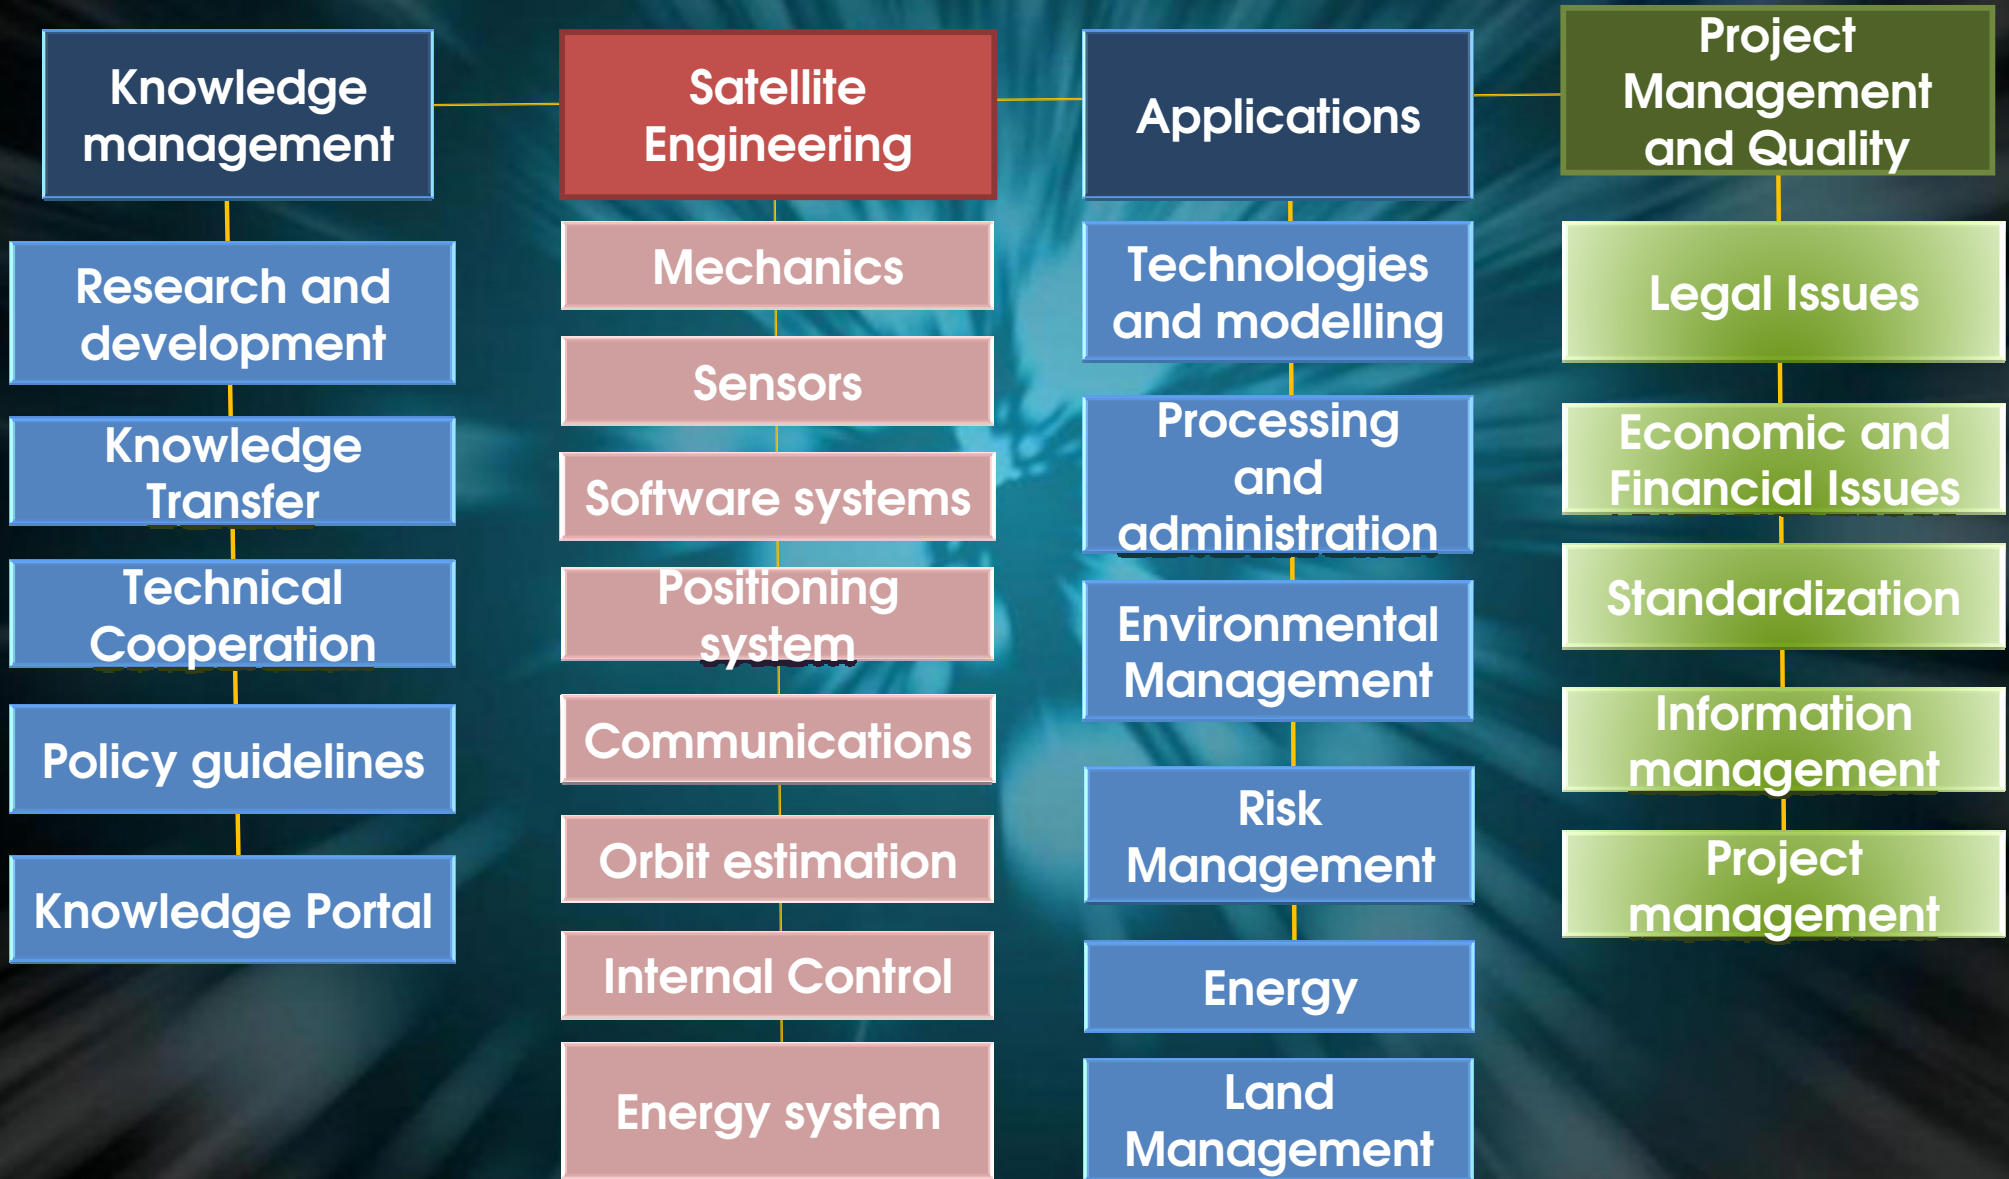 Knowledge
management
Research and
development
Knowledge
Transfer
Technical
Cooperation
Policy guidelines
Knowledge Portal
Satellite
Engineering
Mechanics
Sensors
Software systems
Positioning
system
Communications
Orbit estimation
Internal Control
Energy system
Applications
Technologies
and modelling
Processing
and
administration
Environmental
Management
Risk
Management
Energy
Land
Management
Project
Management
and Quality
Legal Issues
Economic and
Financial Issues
Standardization
Information
management
Project
management